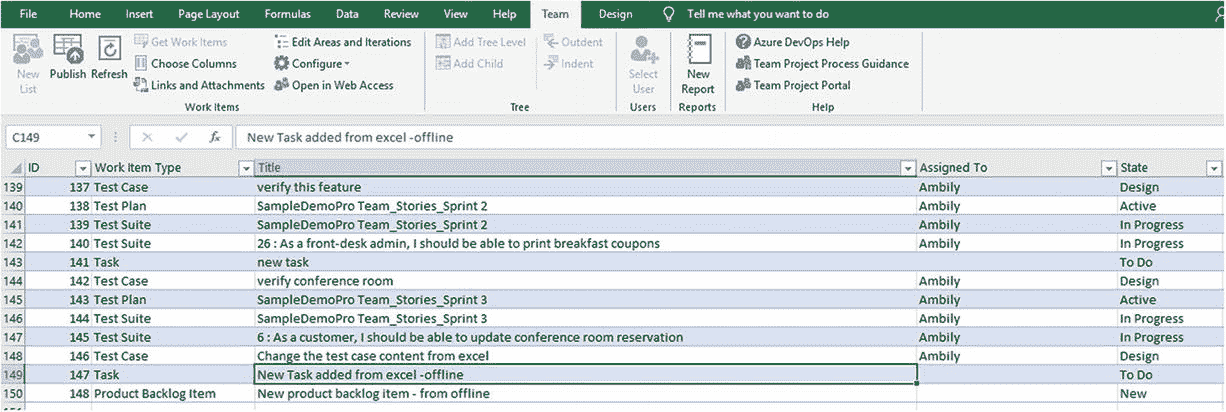 File Home Insert Page Layout Formulas Data Review View Help Team Design Tell me what you want to do
New List
Publish
Refresh
Get Work Items
Choose Columns
Links and Attachments
Edit Areas and Iterations
Configure
Open in Web Access
Work Items
Add Tree Level
Add Child
Outdent
Indent
Tree
Select User
Users
New Report
Reports
Azure DevOps Help
Team Project Process Guidance
Team Project Portal
Help
C149 fx New Task added from excel -offline
ID Work Item Type Title Assigned To State
139 137 Test Case verify this feature Ambily Design
140 138 Test Plan SampleDemoPro Team_Stories_Sprint 2 Ambily Active
141 139 Test Suite SampleDemoPro Team_Stories_Sprint 2 Ambily In Progress
142 140 Test Suite 26 : As a front-desk admin, I should be able to print breakfast coupons Ambily In Progress
143 141 Task new task To Do
144 142 Test Case verify conference room Ambily Design
145 143 Test Plan SampleDemoPro Team_Stories_Sprint 3 Ambily Active
146 144 Test Suite SampleDemoPro Team_Stories_Sprint 3 Ambily In Progress
147 145 Test Suite 6 : As a customer, I should be able to update conference room reservation Ambily In Progress
148 146 Test Case Change the test case content from excel Ambily Design
149 147 Task New Task added from excel -offline To Do
150 148 Product Backlog Item New product backlog item - from offline New